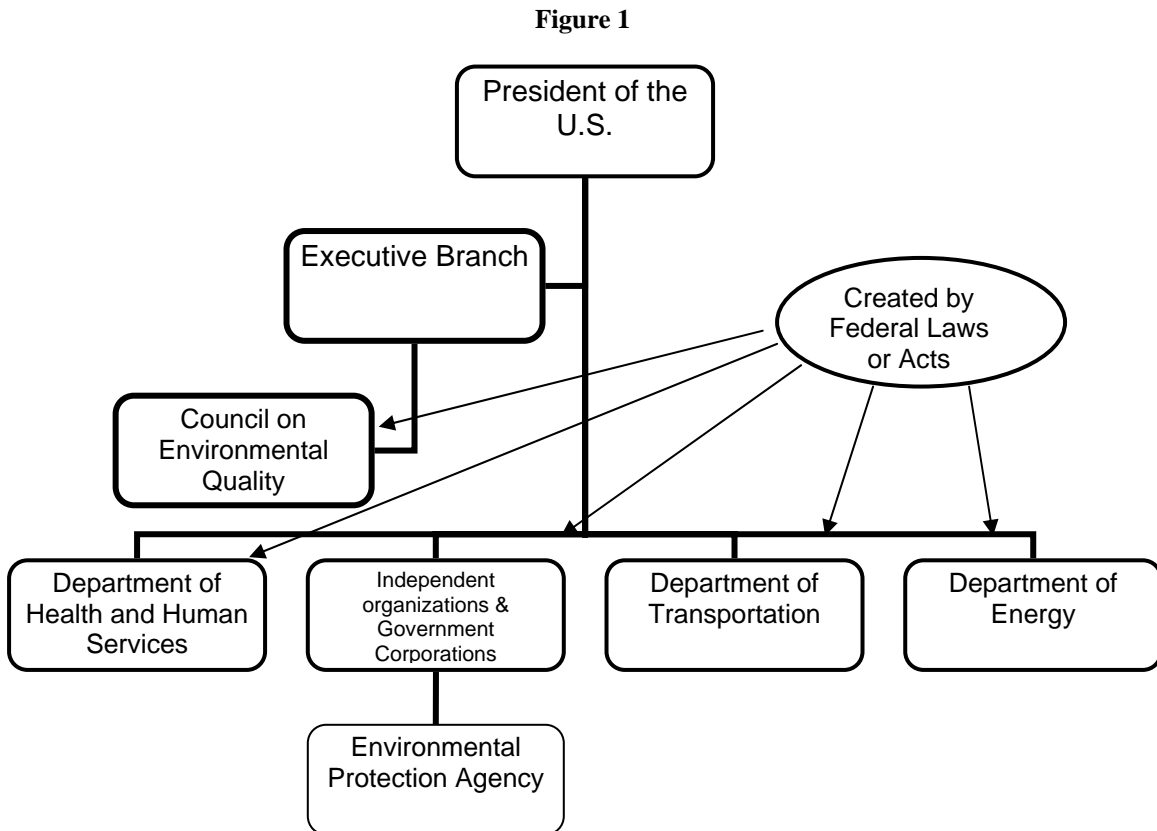 Figure 1
President of the
U.S.
Executive Branch
Created by
Federal Laws
or Acts
Council on
Environmental
Quality
Department of
Health and Human
Services
Independent
organizations &
Government
Corporations
Department of
Transportation
Department of
Energy
Environmental
Protection Agency